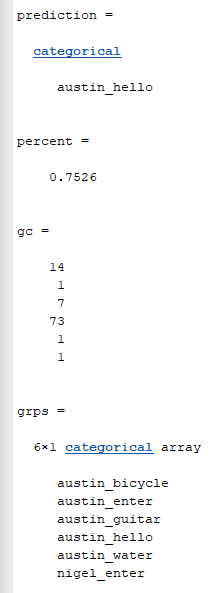 prediction =
categorical
austin_hello
percent =
0.7526
gc =
14
1
7
73
1
1
grps =
6×1 categorical array
austin_bicycle
austin_enter
austin_guitar
austin_hello
austin_water
nigel_enter